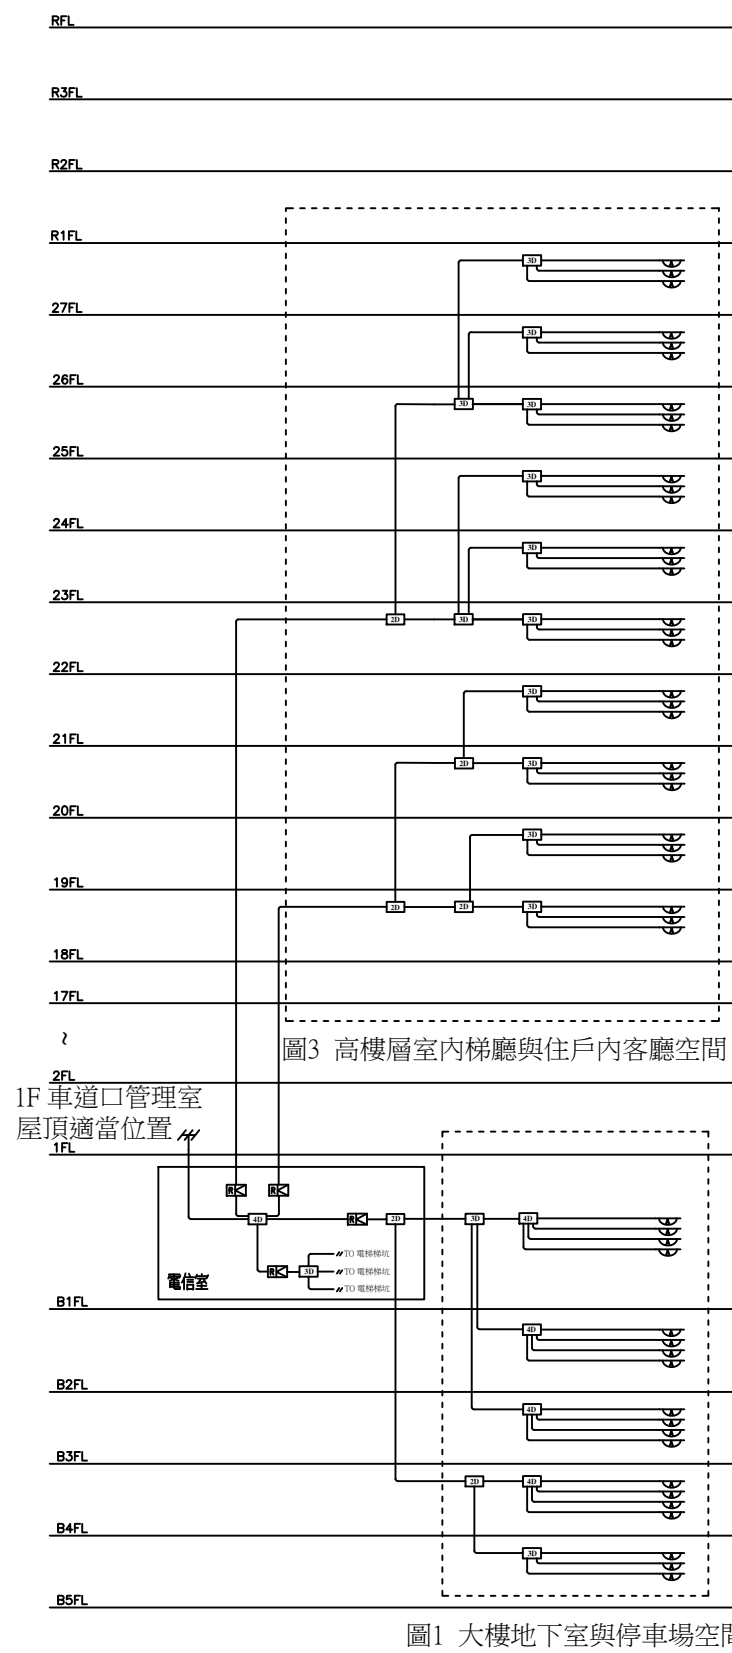 RFL
R3FL
R2FL
R1FL
3D
27FL
3D
26FL
3D 3D
25FL
3D
24FL
3D
23FL
2D 3D 3D
22FL
3D
21FL
2D 3D
20FL
3D
19FL
2D 2D 3D
18FL
17FL
~
圖3 高樓層室內梯廳與住戶內客廳空間
2FL
1F 車道口管理室
屋頂適當位置
1FL
R R
4D R 2D 3D 4D
TO 電梯梯坑
R 3D TO 電梯梯坑
TO 電梯梯坑
電信室
B1FL
4D
B2FL
4D
B3FL
2D 4D
B4FL
3D
B5FL
圖1 大樓地下室與停車場空間